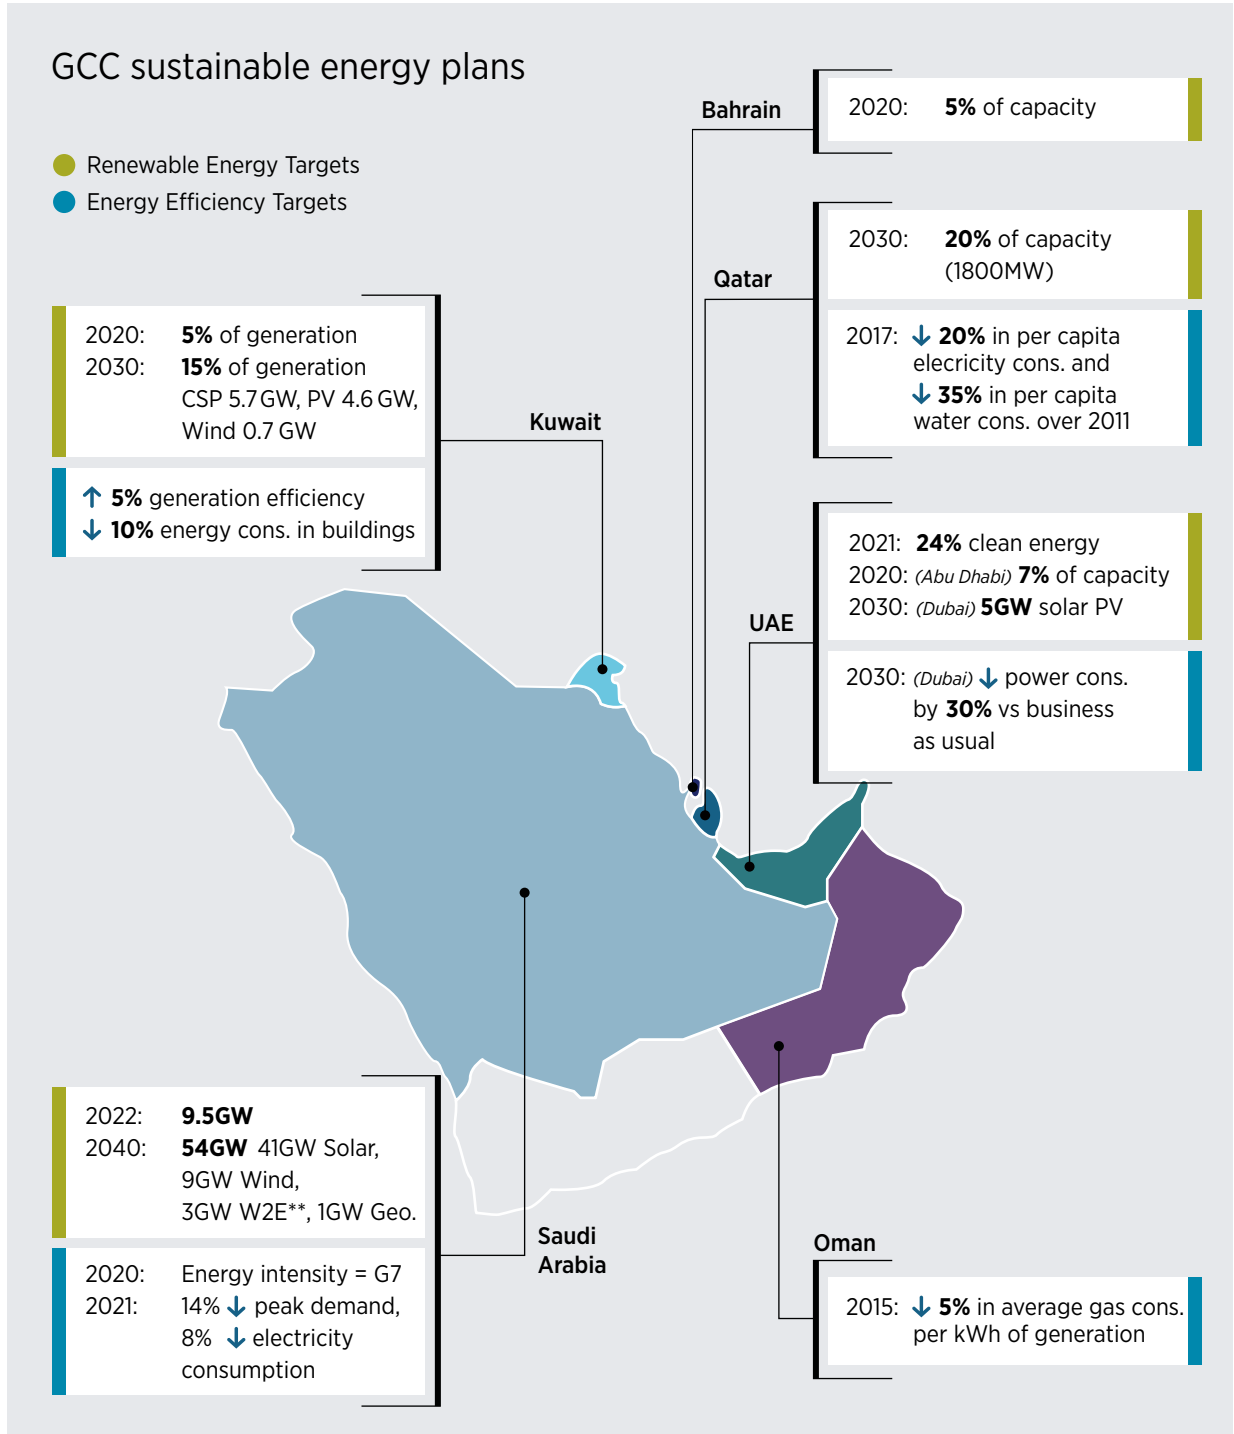 GCC sustainable energy plans
Renewable Energy Targets
Energy Efficiency Targets
Bahrain
2020: 5% of capacity
Qatar
2030: 20% of capacity
(1800MW)
2017: ↓ 20% in per capita
elecricity cons. and
↓ 35% in per capita
water cons. over 2011
Kuwait
2020: 5% of generation
2030: 15% of generation
CSP 5.7 GW, PV 4.6 GW,
Wind 0.7 GW
↑ 5% generation efficiency
↓ 10% energy cons. in buildings
UAE
2021: 24% clean energy
2020: (Abu Dhabi) 7% of capacity
2030: (Dubai) 5GW solar PV
2030: (Dubai) ↓ power cons.
by 30% vs business
as usual
2022: 9.5GW
2040: 54GW 41GW Solar,
9GW Wind,
3GW W2E**, 1GW Geo.
2020: Energy intensity = G7
2021: 14% ↓ peak demand,
8% ↓ electricity
consumption
Saudi
Arabia
Oman
2015: ↓ 5% in average gas cons.
per kWh of generation